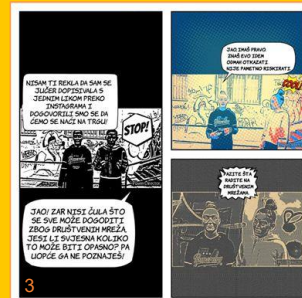 NISAM TI REKLA DA SAM SE
JUČER DOPISIVALA S
JEDNIM LIKOM PREKO
INSTAGRAMA I
DOGOVORILI SMO SE DA
ĆEMO SE NAĆI NA TRGU!
STOP!
JAO! ZAR NISI ČULA ŠTO
SE SVE MOŽE DOGODITI
ZBOG DRUŠTVENIH MREŽA,
JESI LI SVJESNA KOLIKO
TO MOŽE BITI OPASNO? PA
UOPĆE GA NE POZNAJEŠ!
3
JAO IMAŠ PRAVO
ZNAŠ EVO IDEM
ODMAH OTKAZATI
NIJE PAMETNO RISKIRATI
COOL!
PAZITE ŠTA
RADITE NA
DRUŠTVENIM
MREŽAMA